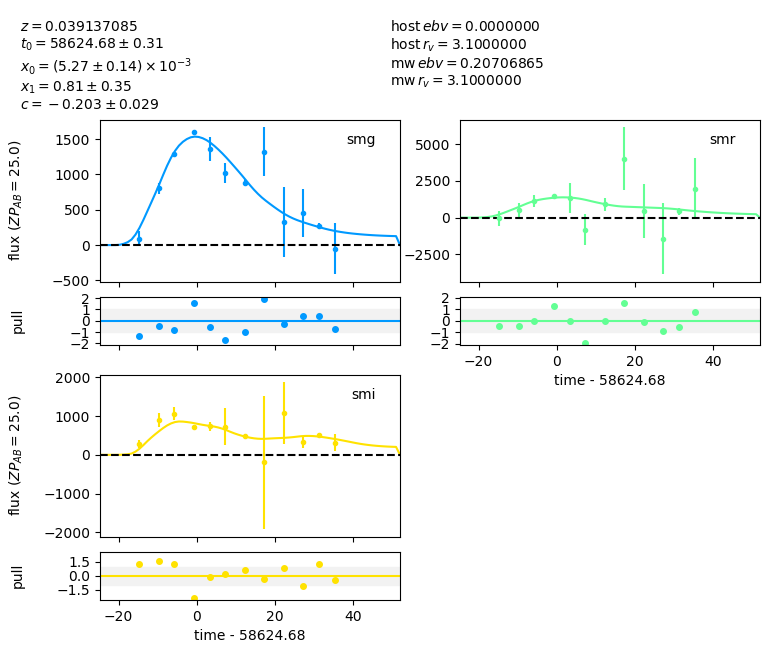 z = 0.039137085
t₀ = 58624.68 ± 0.31
x₀ = (5.27 ± 0.14) × 10⁻³
x₁ = 0.81 ± 0.35
c = −0.203 ± 0.029
host ebv = 0.0000000
host r_v = 3.1000000
mw ebv = 0.20706865
mw r_v = 3.1000000
smg
flux (ZP_AB = 25.0)
1500
1000
500
0
−500
pull
2
1
0
−1
−2
smr
5000
2500
0
−2500
2
1
0
−1
−2
−20 0 20 40
time - 58624.68
smi
flux (ZP_AB = 25.0)
2000
1000
0
−1000
−2000
pull
1.5
0.0
−1.5
−20 0 20 40
time - 58624.68